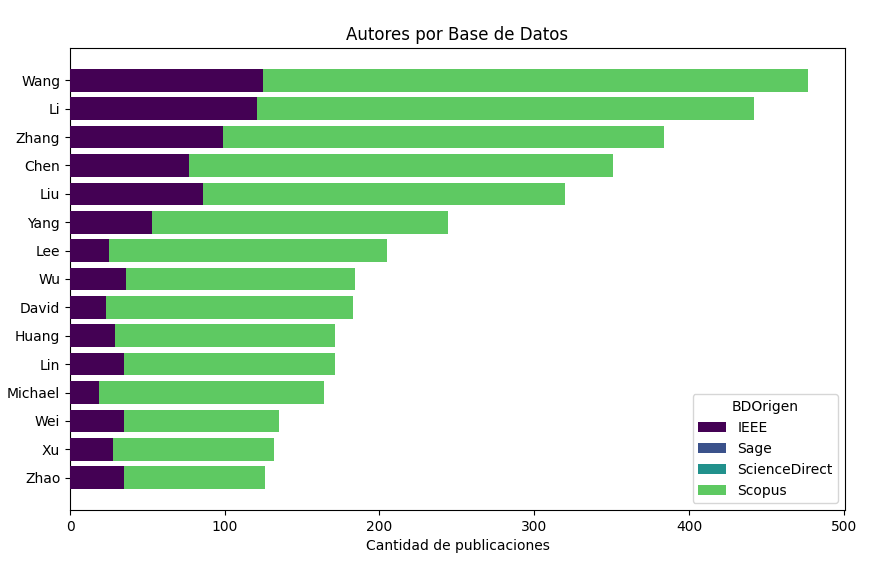 Autores por Base de Datos
Wang
Li
Zhang
Chen
Liu
Yang
Lee
Wu
David
Huang
Lin
Michael
Wei
Xu
Zhao
BDOrigen
IEEE
Sage
ScienceDirect
Scopus
0 100 200 300 400 500
Cantidad de publicaciones